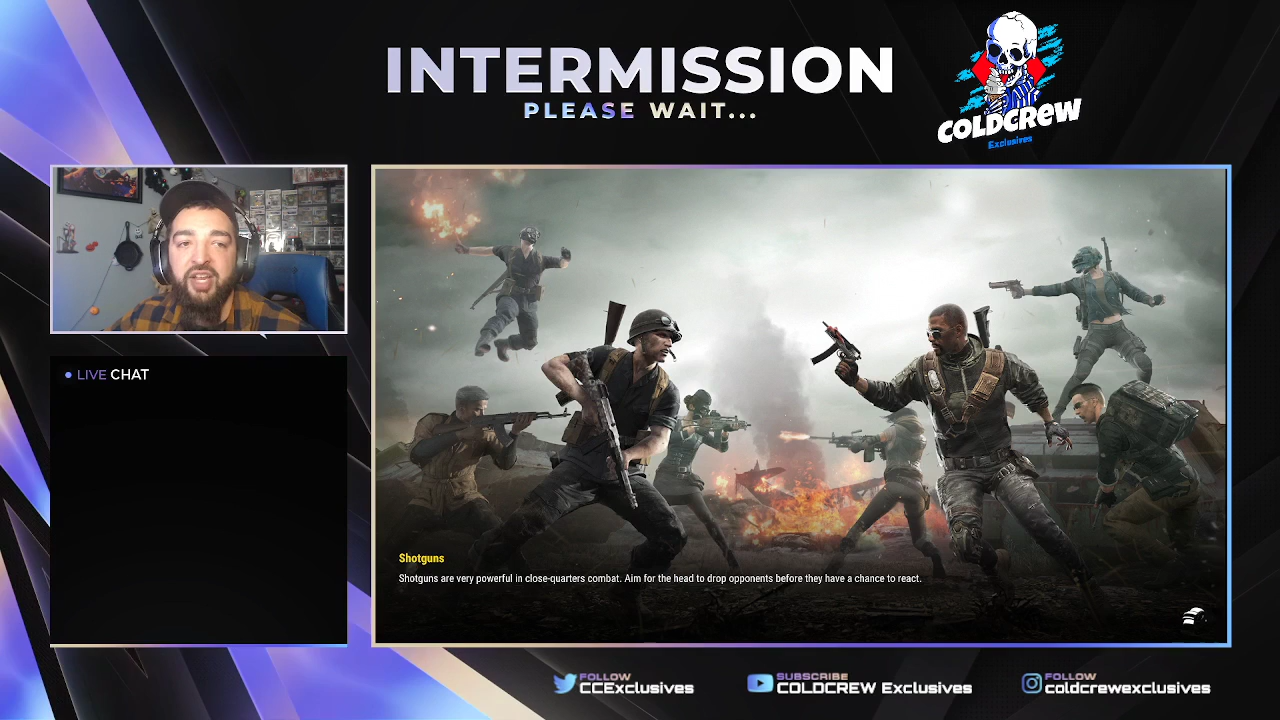 INTERMISSION
PLEASE WAIT...
COLDCREW
Exclusives
LIVE CHAT
Shotguns
Shotguns are very powerful in close-quarters combat. Aim for the head to drop opponents before they have a chance to react.
FOLLOW
CCExclusives
SUBSCRIBE
COLDCREW Exclusives
FOLLOW
coldcrewexclusives